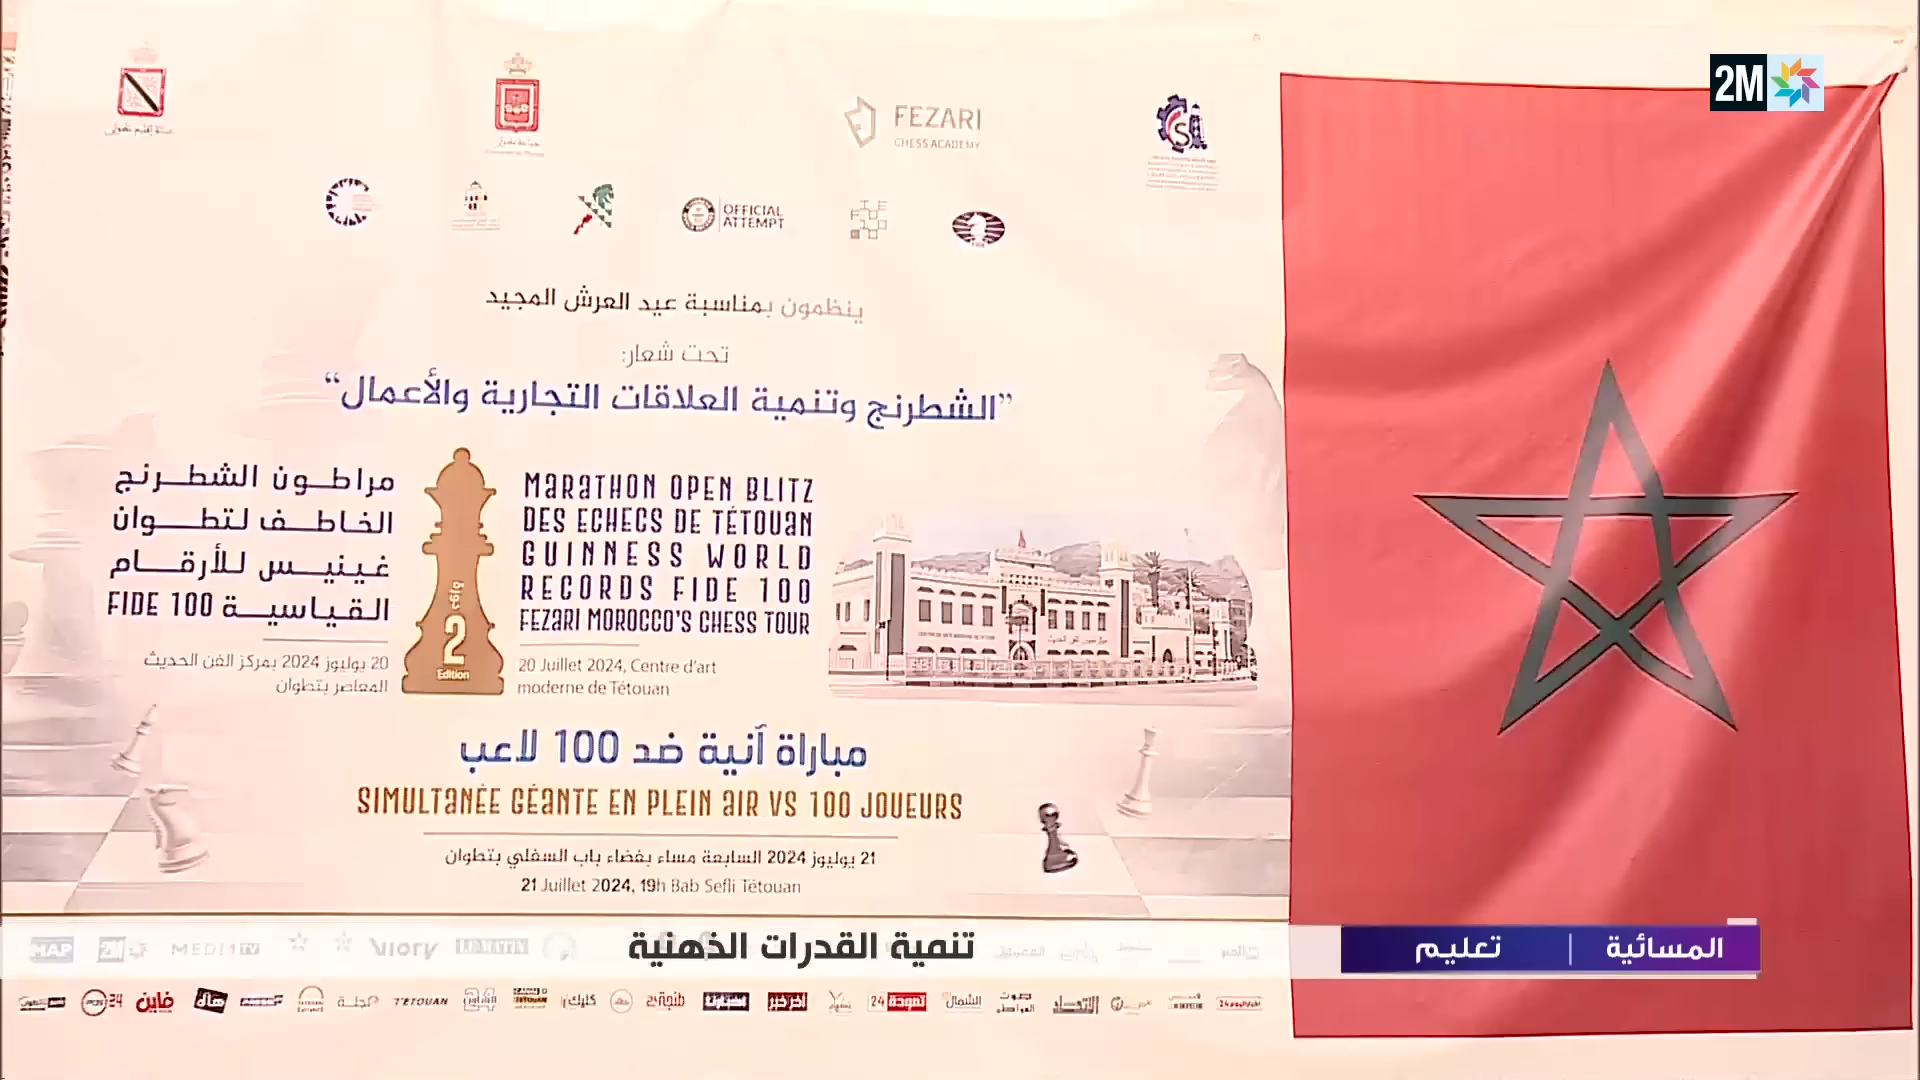 2M
FEZARI
CHESS ACADEMY
OFFICIAL
ATTEMPT
ينظمون بمناسبة عيد العرش المجيد
تحت شعار:
”الشطرنج وتنمية العلاقات التجارية والأعمال“
مراطون الشطرنج
الخاطف لتطوان
غينيس للأرقام
القياسية FIDE 100
20 يوليوز 2024 بمركز الفن الحديث
المعاصر بتطوان
2
Edition
MARATHON OPEN BLITZ
DES ECHECS DE TÉTOUAN
GUINNESS WORLD
RECORDS FIDE 100
FEZARI MOROCCO'S CHESS TOUR
20 Juillet 2024, Centre d'art
moderne de Tétouan
مباراة آنية ضد 100 لاعب
SIMULTANÉE GÉANTE EN PLEIN AIR VS 100 JOUEURS
21 يوليوز 2024 السابعة مساء بفضاء باب السفلي بتطوان
21 Juillet 2024, 19h Bab Sefli Tétouan
المسائية | تعليم
تنمية القدرات الذهنية
MAP 2M MEDI1TV LE MATIN